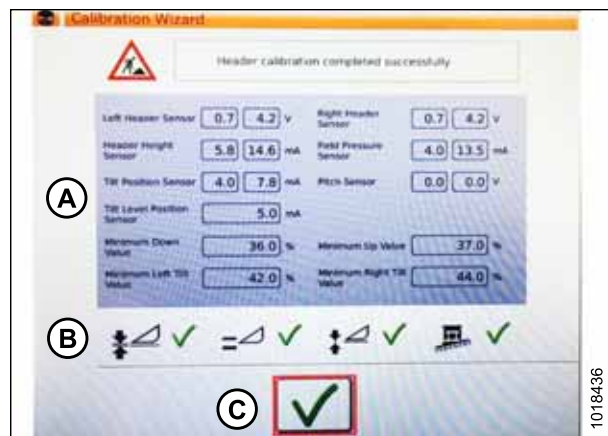 Calibration Wizard
Header calibration completed successfully
Left Header Sensor 0.7 4.2 V
Right Header Sensor 0.7 4.2 V
Header Height Sensor 5.8 14.6 mA
Field Pressure Sensor 4.0 13.5 mA
Tilt Position Sensor 4.0 7.8 mA
Pitch Sensor 0.0 0.0 V
Tilt Level Position Sensor 5.0 mA
Minimum Down Value 36.0 %
Minimum Up Value 37.0 %
Minimum Left Tilt Value 42.0 %
Minimum Right Tilt Value 44.0 %
A
B
C
1018436